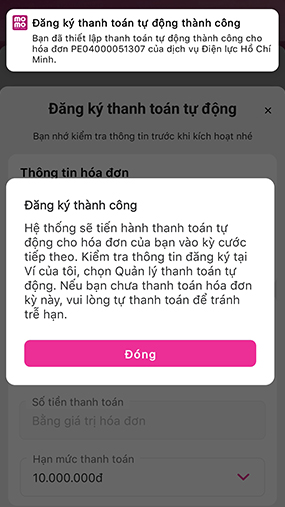 mo
mo
Đăng ký thanh toán tự động thành công
Bạn đã thiết lập thanh toán tự động thành công cho
hóa đơn PE04000051307 của dịch vụ Điện lực Hồ Chí
Minh.
Đăng ký thanh toán tự động
×
Bạn nhớ kiểm tra thông tin trước khi kích hoạt nhé
Thông tin hóa đơn
Đăng ký thành công
Hệ thống sẽ tiến hành thanh toán tự
động cho hóa đơn của bạn vào kỳ cước
tiếp theo. Kiểm tra thông tin đăng ký tại
Ví của tôi, chọn Quản lý thanh toán tự
động. Nếu bạn chưa thanh toán hóa đơn
kỳ này, vui lòng tự thanh toán để tránh
trễ hạn.
Đóng
Số tiền thanh toán
Bằng giá trị hóa đơn
Hạn mức thanh toán
10.000.000đ